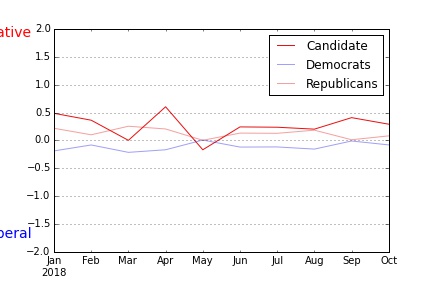 ative
2.0
Candidate
Democrats
Republicans
1.5
1.0
0.5
0.0
−0.5
−1.0
−1.5
beral
−2.0
Jan Feb Mar Apr May Jun Jul Aug Sep Oct
2018